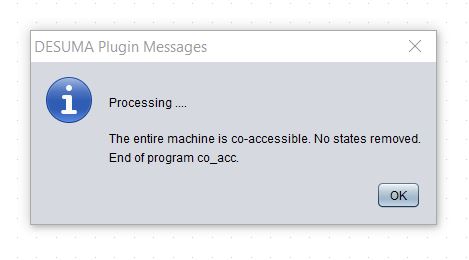 DESUMA Plugin Messages
Processing ....
The entire machine is co-accessible. No states removed.
End of program co_acc.
OK